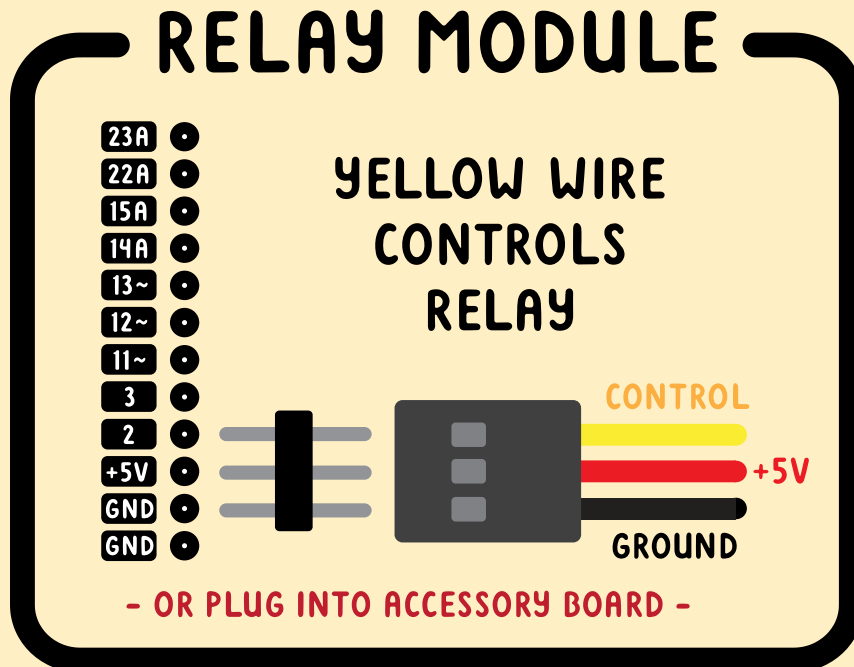 RELAY MODULE
23A
22A
15A
14A
13~
12~
11~
3
2
+5V
GND
GND
YELLOW WIRE
CONTROLS
RELAY
CONTROL
+5V
GROUND
- OR PLUG INTO ACCESSORY BOARD -